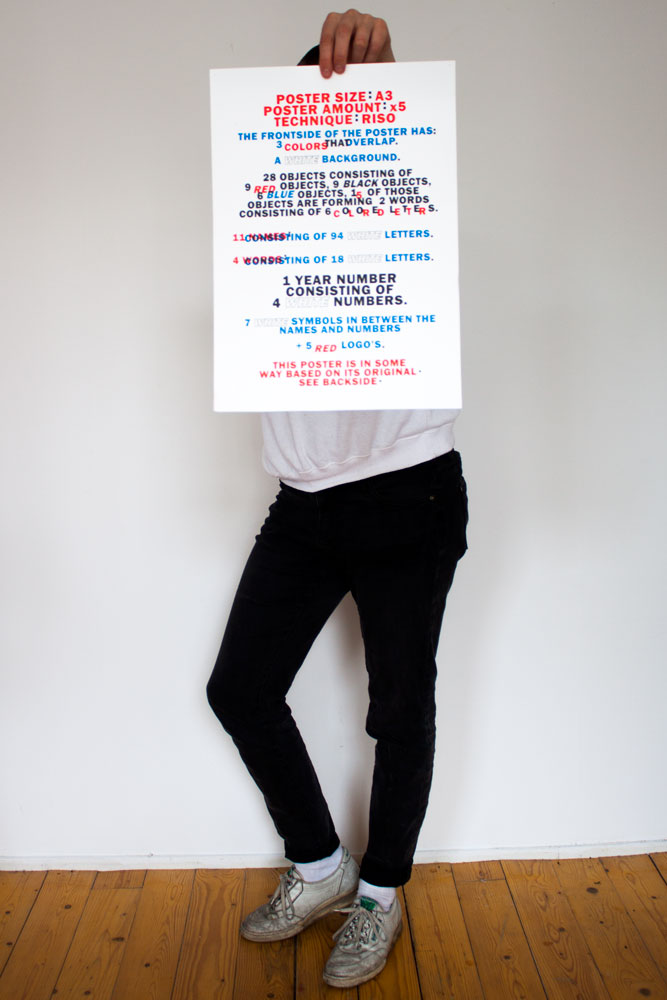 POSTER SIZE: A3
POSTER AMOUNT: x5
TECHNIQUE: RISO
THE FRONTSIDE OF THE POSTER HAS:
3 COLORS THAT OVERLAP.
A WHITE BACKGROUND.
28 OBJECTS CONSISTING OF
9 RED OBJECTS, 9 BLACK OBJECTS,
6 BLUE OBJECTS, 15 OF THOSE
OBJECTS ARE FORMING 2 WORDS
CONSISTING OF 6 COLORED LETTERS.
11 NAMES CONSISTING OF 94 WHITE LETTERS.
4 WORDS CONSISTING OF 18 WHITE LETTERS.
1 YEAR NUMBER
CONSISTING OF
4 WHITE NUMBERS.
7 WHITE SYMBOLS IN BETWEEN THE
NAMES AND NUMBERS
+ 5 RED LOGO'S.
THIS POSTER IS IN SOME
WAY BASED ON ITS ORIGINAL-
SEE BACKSIDE-